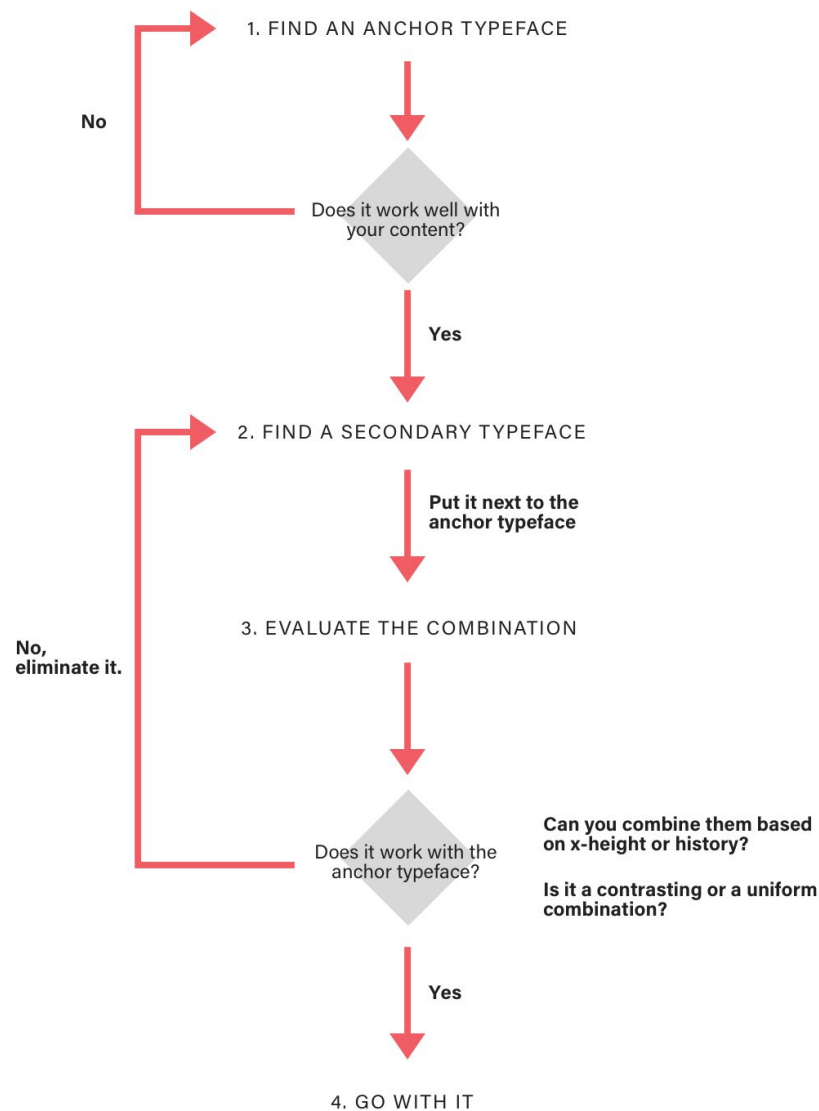 1. FIND AN ANCHOR TYPEFACE
No
Does it work well with
your content?
Yes
2. FIND A SECONDARY TYPEFACE
Put it next to the
anchor typeface
3. EVALUATE THE COMBINATION
No,
eliminate it.
Does it work with the
anchor typeface?
Can you combine them based
on x-height or history?
Is it a contrasting or a uniform
combination?
Yes
4. GO WITH IT